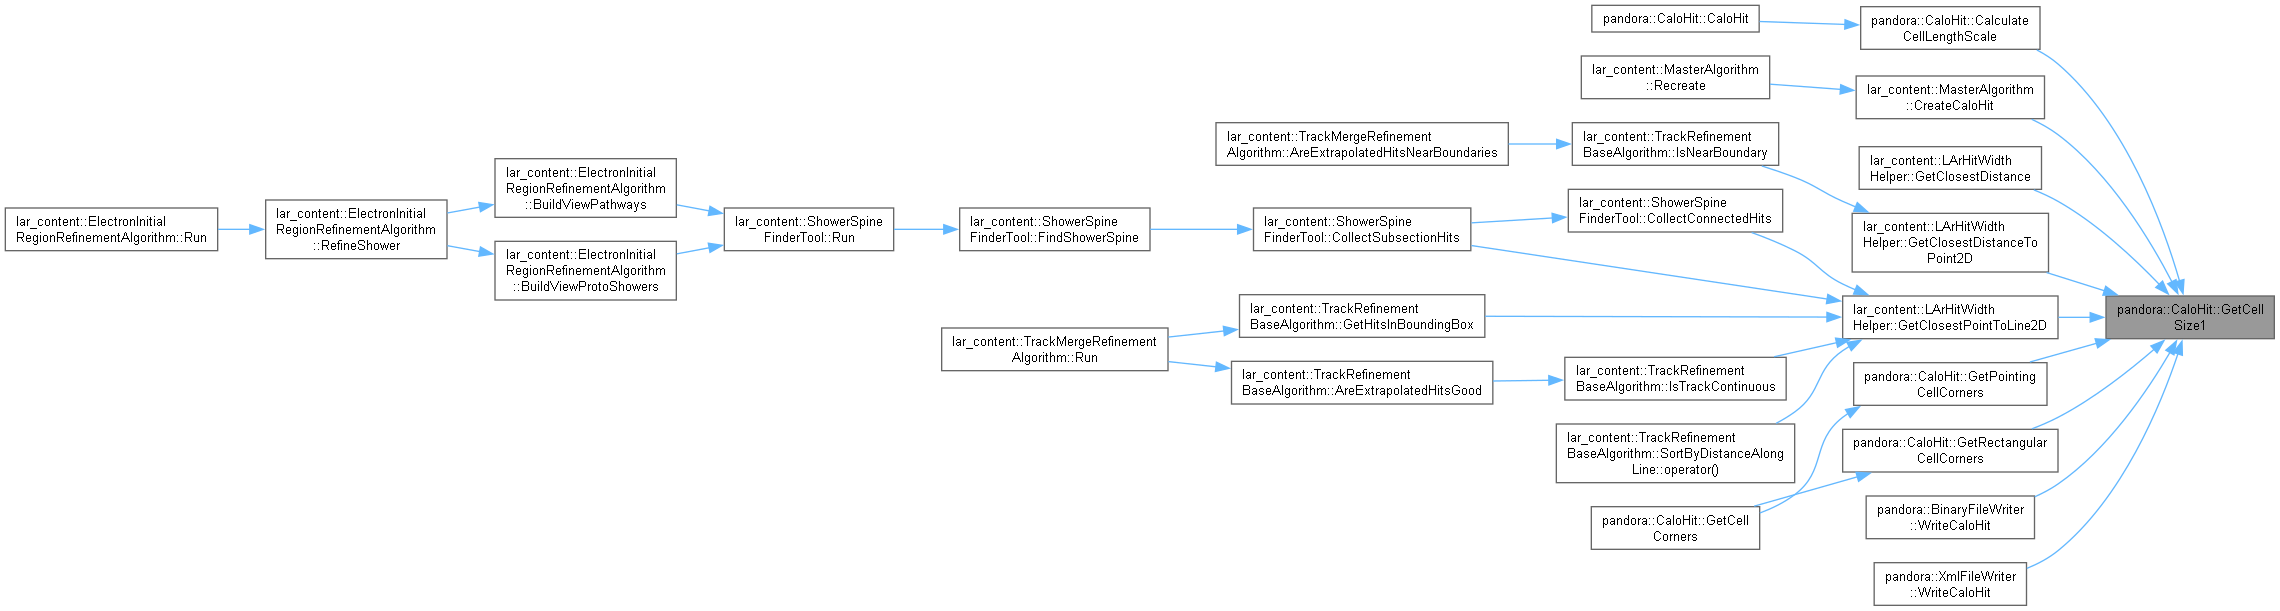 lar_content::ElectronInitial
RegionRefinementAlgorithm::Run
lar_content::ElectronInitial
RegionRefinementAlgorithm
::RefineShower
lar_content::ElectronInitial
RegionRefinementAlgorithm
::BuildViewPathways
lar_content::ElectronInitial
RegionRefinementAlgorithm
::BuildViewProtoShowers
lar_content::ShowerSpine
FinderTool::Run
lar_content::ShowerSpine
FinderTool::FindShowerSpine
lar_content::TrackMergeRefinement
Algorithm::Run
lar_content::TrackMergeRefinement
Algorithm::AreExtrapolatedHitsNearBoundaries
lar_content::ShowerSpine
FinderTool::CollectSubsectionHits
lar_content::TrackRefinement
BaseAlgorithm::GetHitsInBoundingBox
lar_content::TrackRefinement
BaseAlgorithm::AreExtrapolatedHitsGood
pandora::CaloHit::CaloHit
lar_content::MasterAlgorithm
::Recreate
lar_content::TrackRefinement
BaseAlgorithm::IsNearBoundary
lar_content::ShowerSpine
FinderTool::CollectConnectedHits
lar_content::TrackRefinement
BaseAlgorithm::IsTrackContinuous
lar_content::TrackRefinement
BaseAlgorithm::SortByDistanceAlong
Line::operator()
pandora::CaloHit::GetCell
Corners
pandora::CaloHit::Calculate
CellLengthScale
lar_content::MasterAlgorithm
::CreateCaloHit
lar_content::LArHitWidth
Helper::GetClosestDistance
lar_content::LArHitWidth
Helper::GetClosestDistanceTo
Point2D
lar_content::LArHitWidth
Helper::GetClosestPointToLine2D
pandora::CaloHit::GetPointing
CellCorners
pandora::CaloHit::GetRectangular
CellCorners
pandora::BinaryFileWriter
::WriteCaloHit
pandora::XmlFileWriter
::WriteCaloHit
pandora::CaloHit::GetCell
Size1